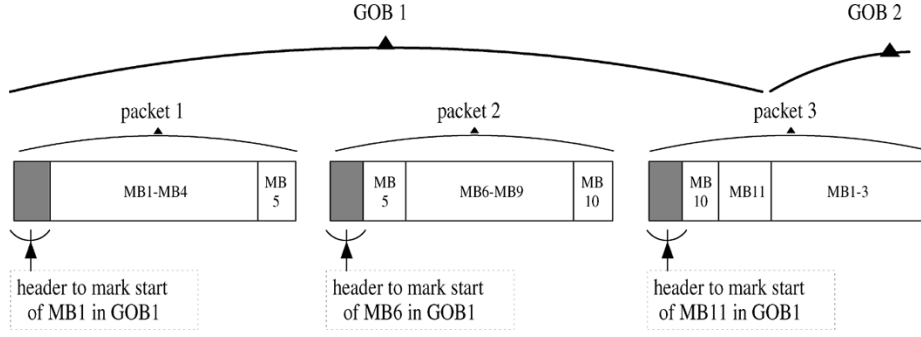 GOB 1
GOB 2
packet 1
packet 2
packet 3
MB1-MB4
MB
5
MB
5
MB6-MB9
MB
10
MB
10
MB11
MB1-3
header to mark start
of MB1 in GOB1
header to mark start
of MB6 in GOB1
header to mark start
of MB11 in GOB1